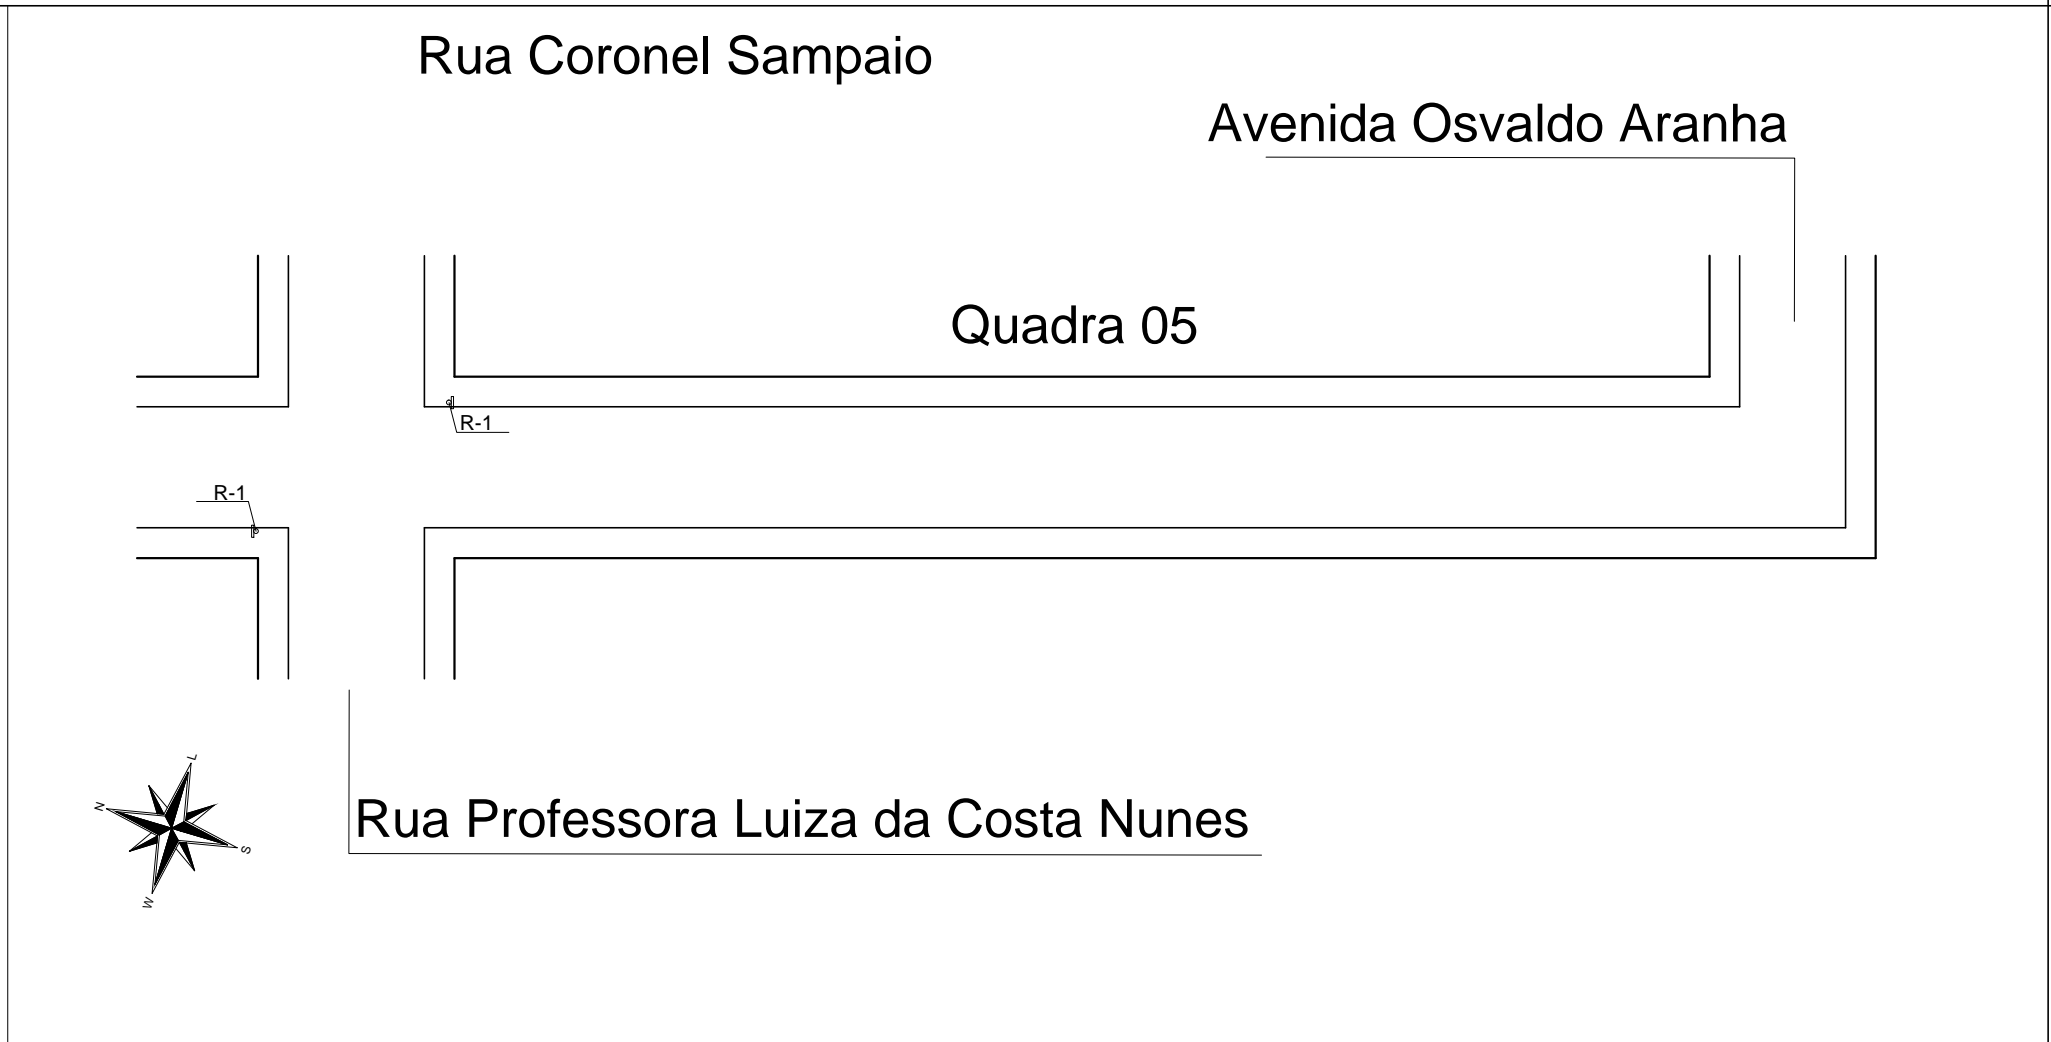 Rua Coronel Sampaio
Avenida Osvaldo Aranha
Quadra 05
R-1
R-1
L
N
S
W
Rua Professora Luiza da Costa Nunes